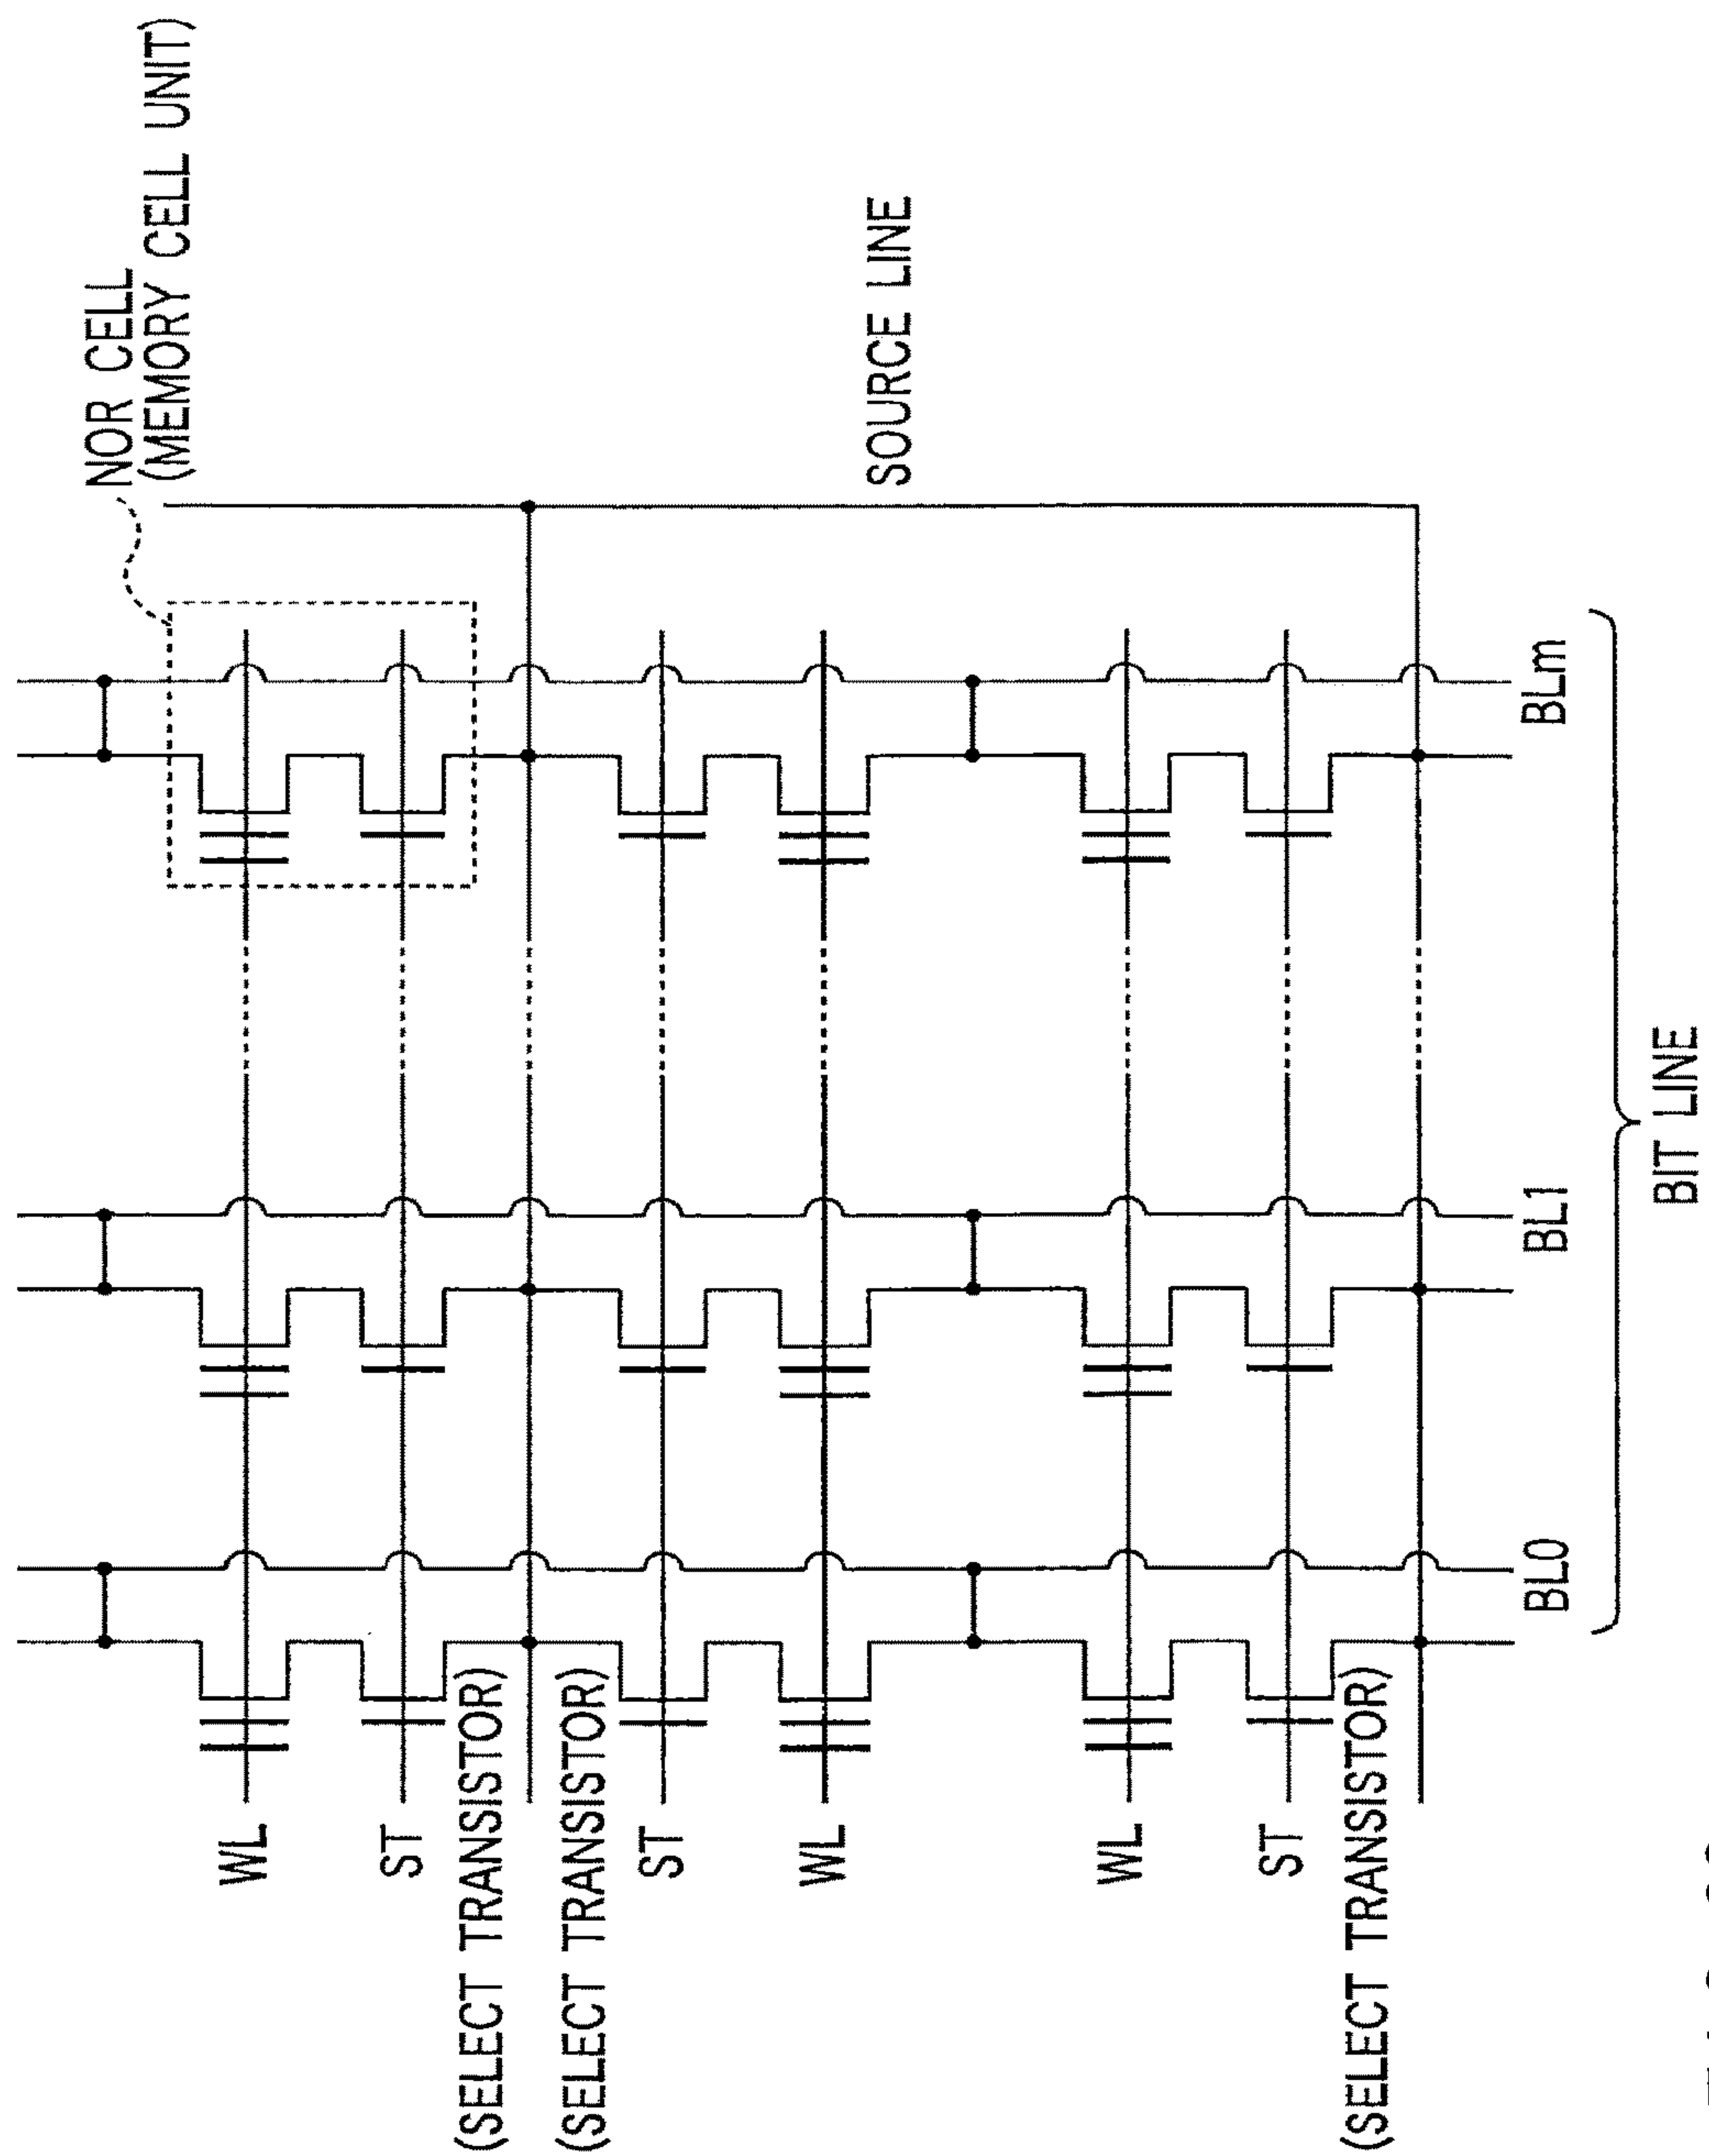 NOR CELL
(MEMORY CELL UNIT)
SOURCE LINE
WL
ST
(SELECT TRANSISTOR)
(SELECT TRANSISTOR)
ST
WL
WL
ST
(SELECT TRANSISTOR)
BL0
BL1
BLm
BIT LINE